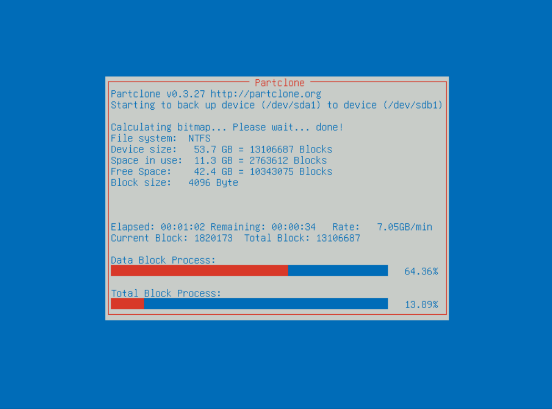 Partclone
Partclone v0.3.27 http://partclone.org
Starting to back up device (/dev/sda1) to device (/dev/sdb1)
Calculating bitmap... Please wait... done!
File system:  NTFS
Device size:   53.7 GB = 13106687 Blocks
Space in use:  11.3 GB = 2763612 Blocks
Free Space:    42.4 GB = 10343075 Blocks
Block size:   4096 Byte
Elapsed: 00:01:02 Remaining: 00:00:34   Rate:   7.05GB/min
Current Block: 1820173  Total Block: 13106687
Data Block Process:
64.36%
Total Block Process:
13.89%